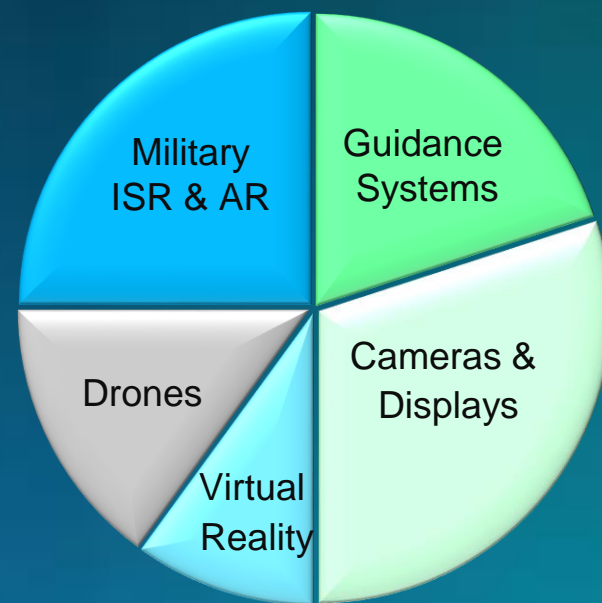 Military
ISR & AR
Guidance
Systems
Cameras &
Displays
Drones
Virtual
Reality